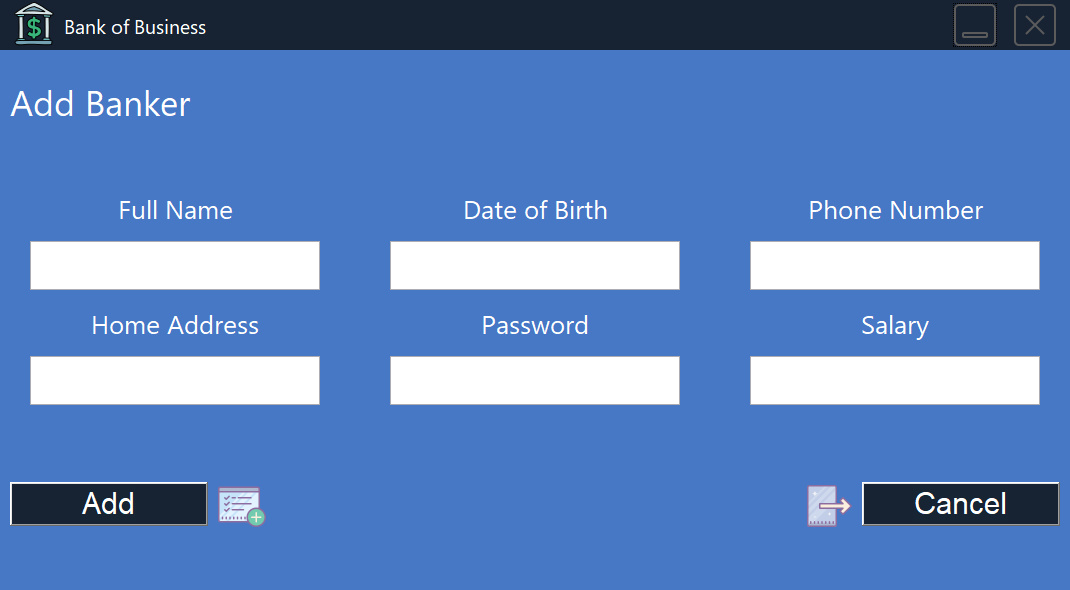 Bank of Business
Add Banker
Full Name
Date of Birth
Phone Number
Home Address
Password
Salary
Add
Cancel